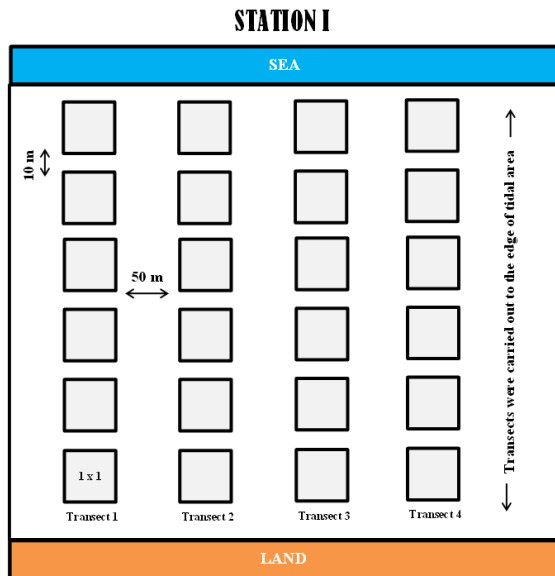 STATION I
SEA
10 m
50 m
Transects were carried out to the edge of tidal area
1 x 1
Transect 1
Transect 2
Transect 3
Transect 4
LAND